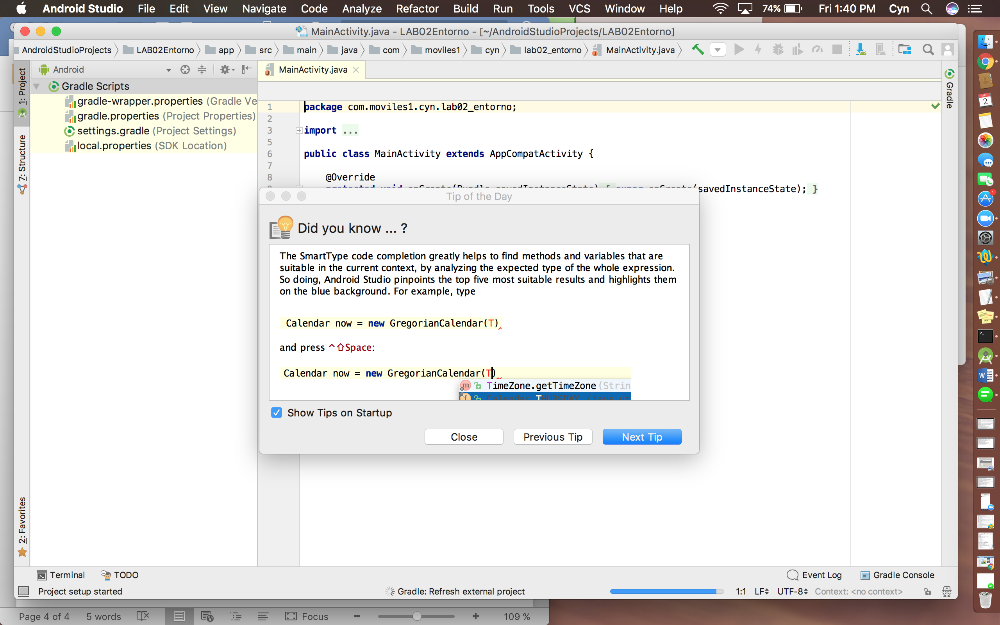 Android Studio File Edit View Navigate Code Analyze Refactor Build Run Tools VCS Window Help 74% Fri 1:40 PM Cyn
MainActivity.java - LAB02Entorno - [~/AndroidStudioProjects/LAB02Entorno]
AndroidStudioProjects LAB02Entorno app src main java com moviles1 cyn lab02_entorno MainActivity.java
1: Project
Android
MainActivity.java
Gradle
Gradle Scripts
gradle-wrapper.properties (Gradle Ve
gradle.properties (Project Properties)
settings.gradle (Project Settings)
local.properties (SDK Location)
7: Structure
2: Favorites
1 package com.moviles1.cyn.lab02_entorno;
2
3 import ...
5
6 public class MainActivity extends AppCompatActivity {
7
8 @Override
savedInstanceState); }
Tip of the Day
Did you know ... ?
The SmartType code completion greatly helps to find methods and variables that are
suitable in the current context, by analyzing the expected type of the whole expression.
So doing, Android Studio pinpoints the top five most suitable results and highlights them
on the blue background. For example, type
Calendar now = new GregorianCalendar(T)
and press ^⇧Space:
Calendar now = new GregorianCalendar(T)
m TimeZone.getTimeZone(String
f Calendar.THURSDAY (java.ut
Show Tips on Startup
Close Previous Tip Next Tip
MAR
2
1
Terminal TODO Event Log Gradle Console
Project setup started Gradle: Refresh external project 1:1 LF UTF-8 Context: <no context>
Page 4 of 4 5 words Focus 109 %